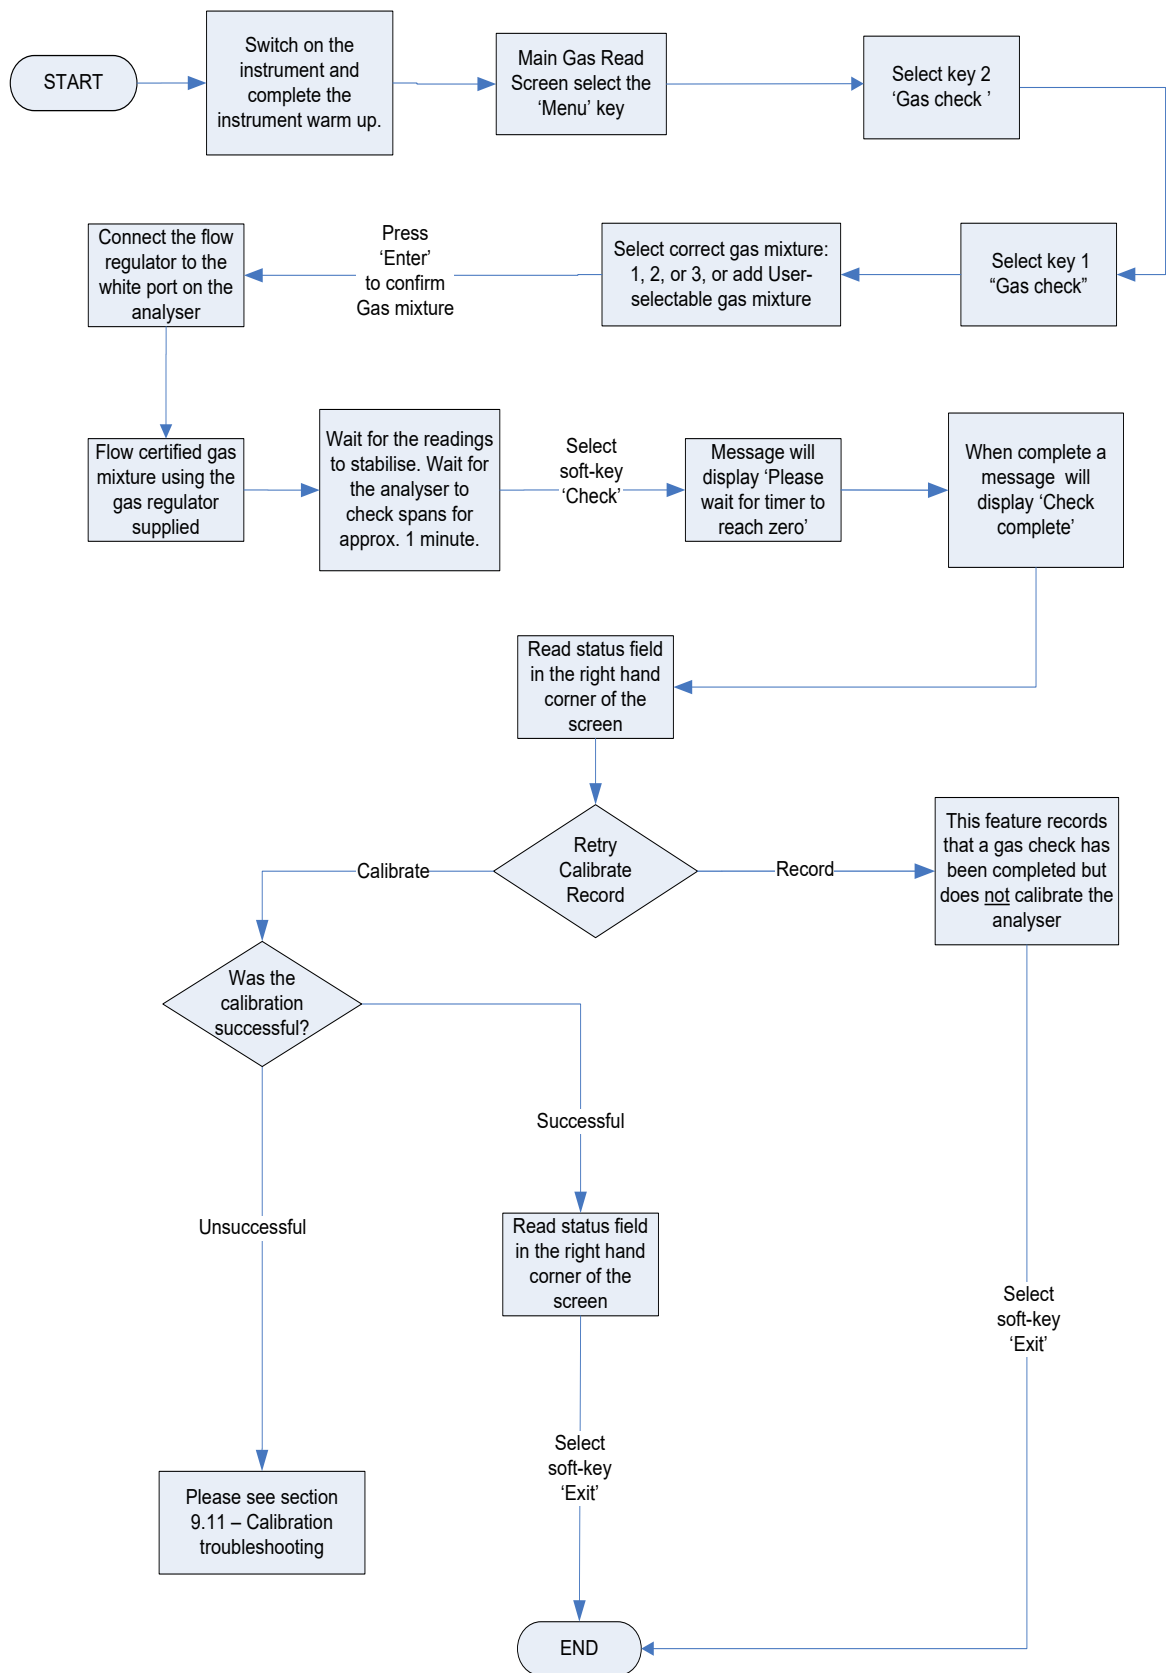 START
Switch on the
instrument and
complete the
instrument warm up.
Main Gas Read
Screen select the
‘Menu’ key
Select key 2
‘Gas check ’
Select key 1
“Gas check”
Select correct gas mixture:
1, 2, or 3, or add User-
selectable gas mixture
Press
‘Enter’
to confirm
Gas mixture
Connect the flow
regulator to the
white port on the
analyser
Flow certified gas
mixture using the
gas regulator
supplied
Wait for the readings
to stabilise. Wait for
the analyser to
check spans for
approx. 1 minute.
Select
soft-key
‘Check’
Message will
display ‘Please
wait for timer to
reach zero’
When complete a
message will
display ‘Check
complete’
Read status field
in the right hand
corner of the
screen
Retry
Calibrate
Record
Calibrate
Record
This feature records
that a gas check has
been completed but
does not calibrate the
analyser
Was the
calibration
successful?
Successful
Unsuccessful
Read status field
in the right hand
corner of the
screen
Select
soft-key
‘Exit’
Select
soft-key
‘Exit’
Please see section
9.11 – Calibration
troubleshooting
END